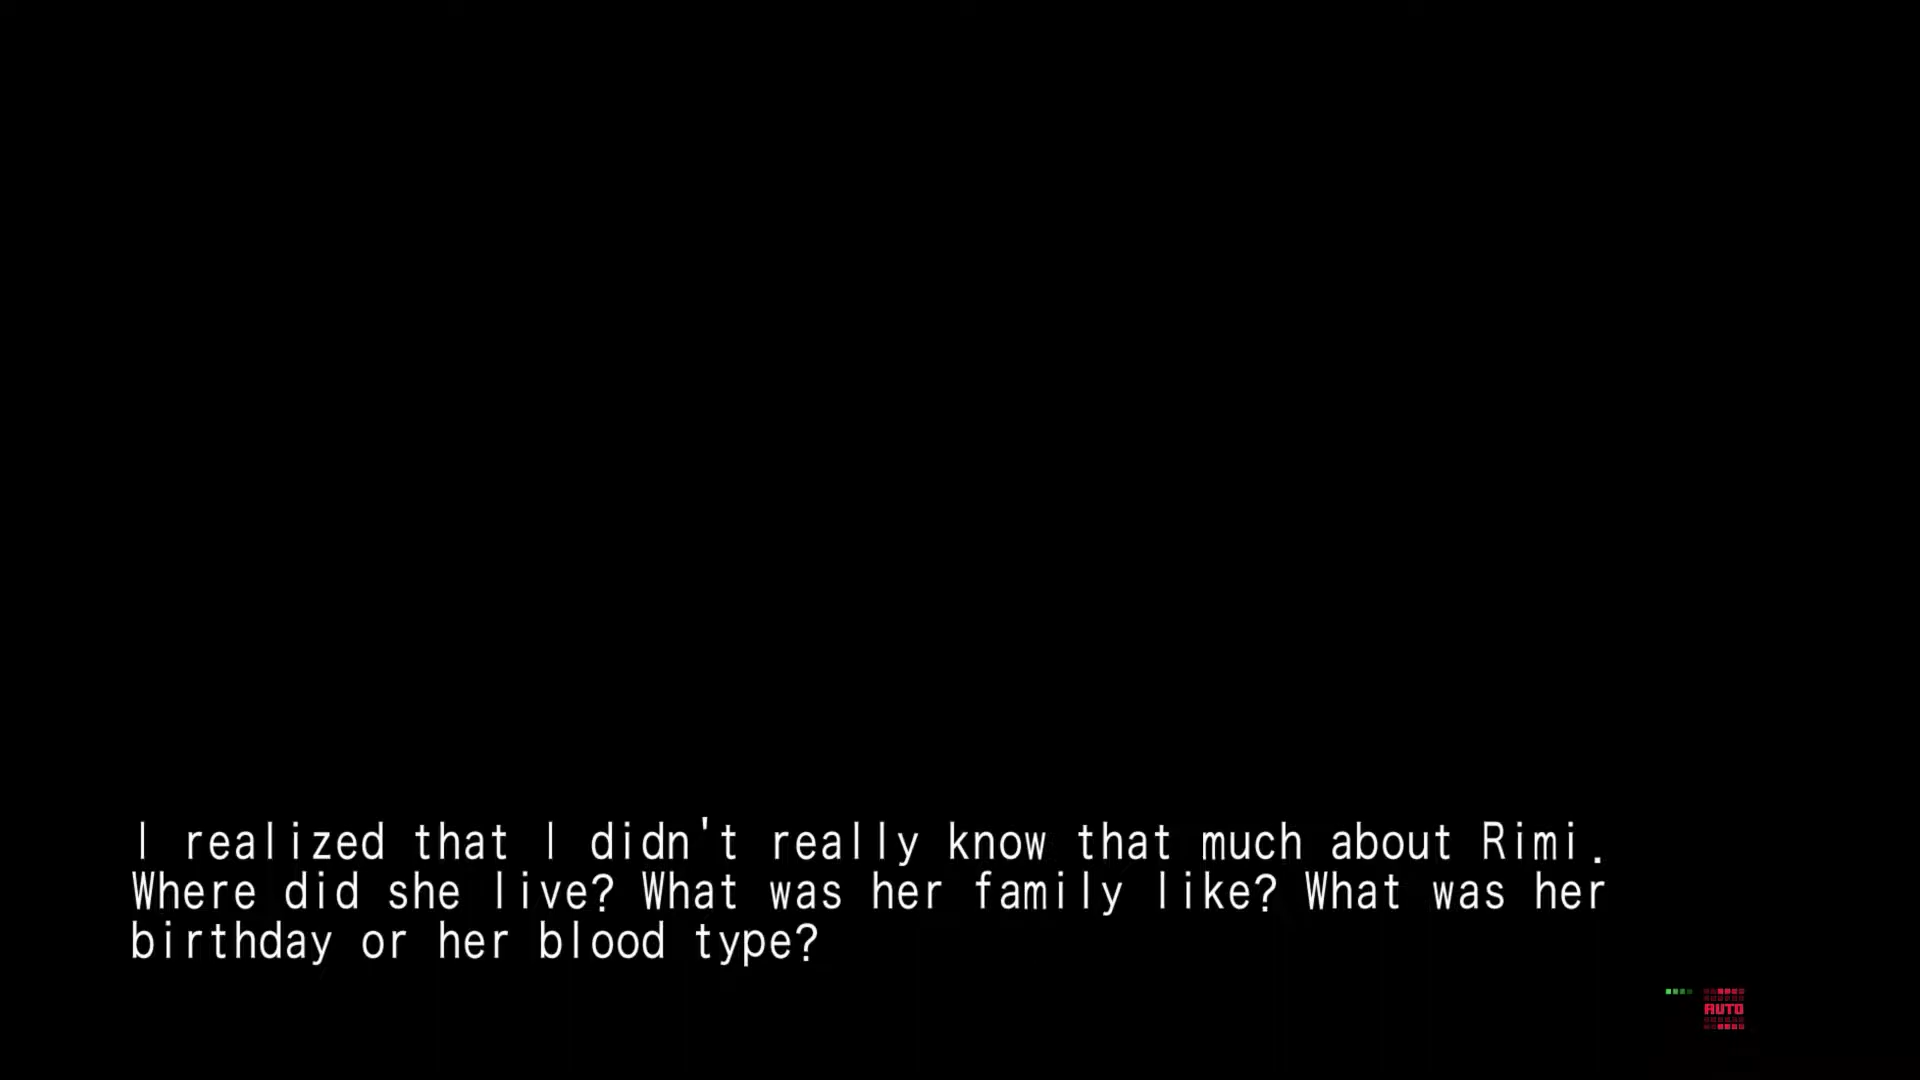 I realized that I didn't really know that much about Rimi.
Where did she live? What was her family like? What was her
birthday or her blood type?
AUTO